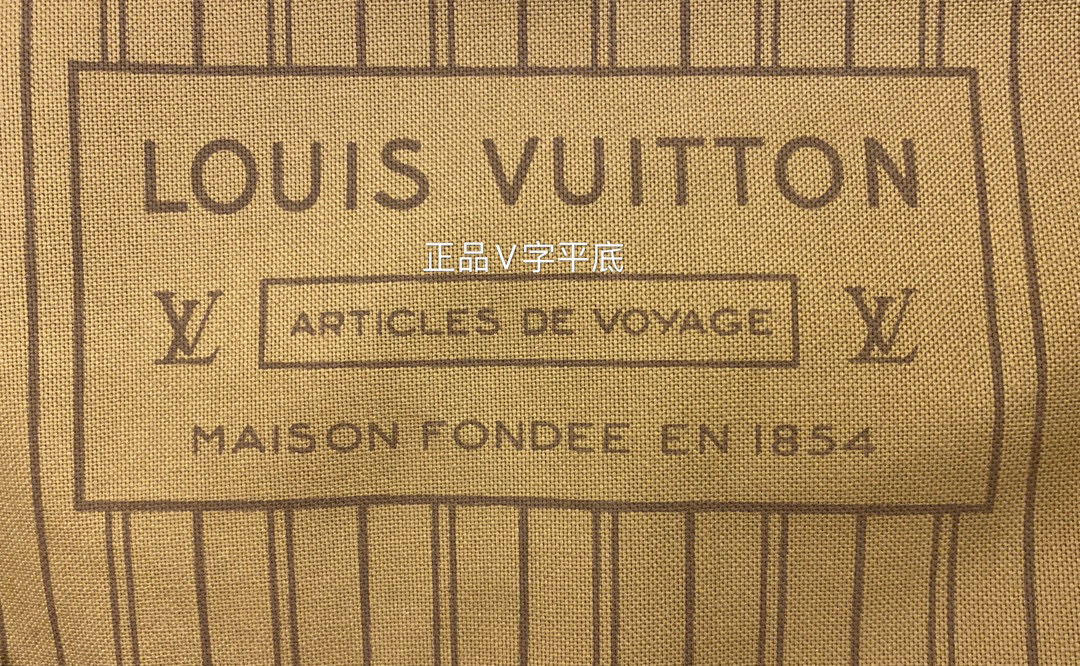 LOUIS VUITTON
正品V字平底
LV ARTICLES DE VOYAGE LV
MAISON FONDEE EN 1854